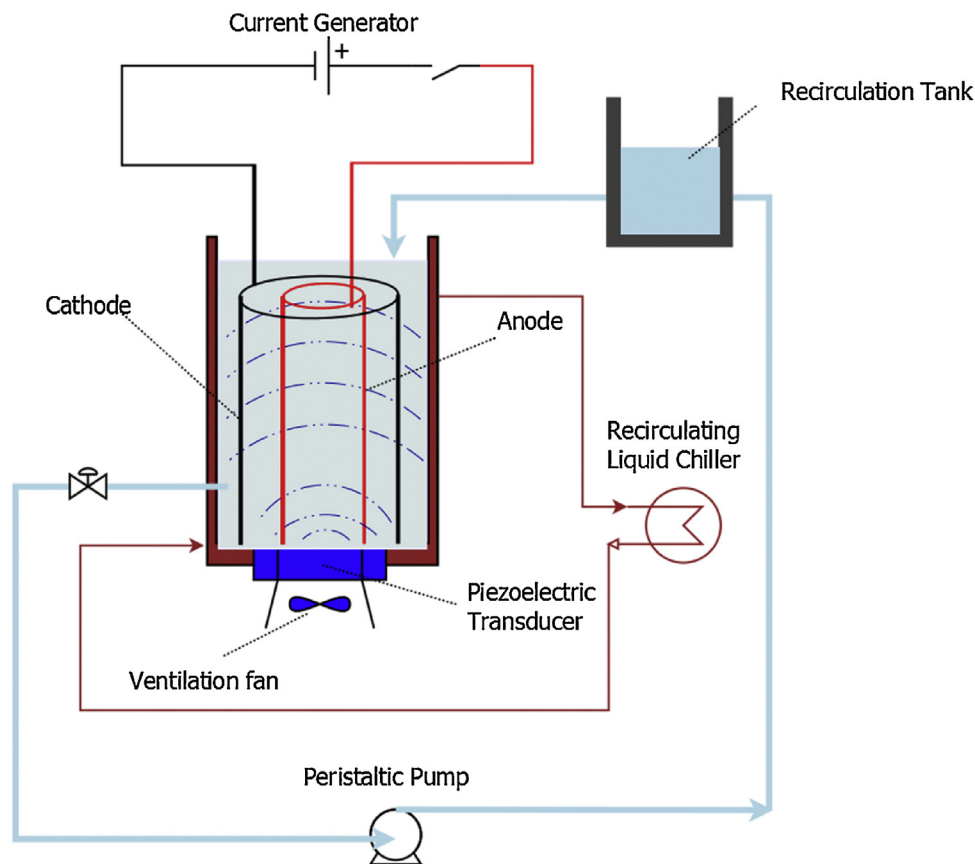 Current Generator
+
Recirculation Tank
Cathode
Anode
Recirculating
Liquid Chiller
Piezoelectric
Transducer
Ventilation fan
Peristaltic Pump